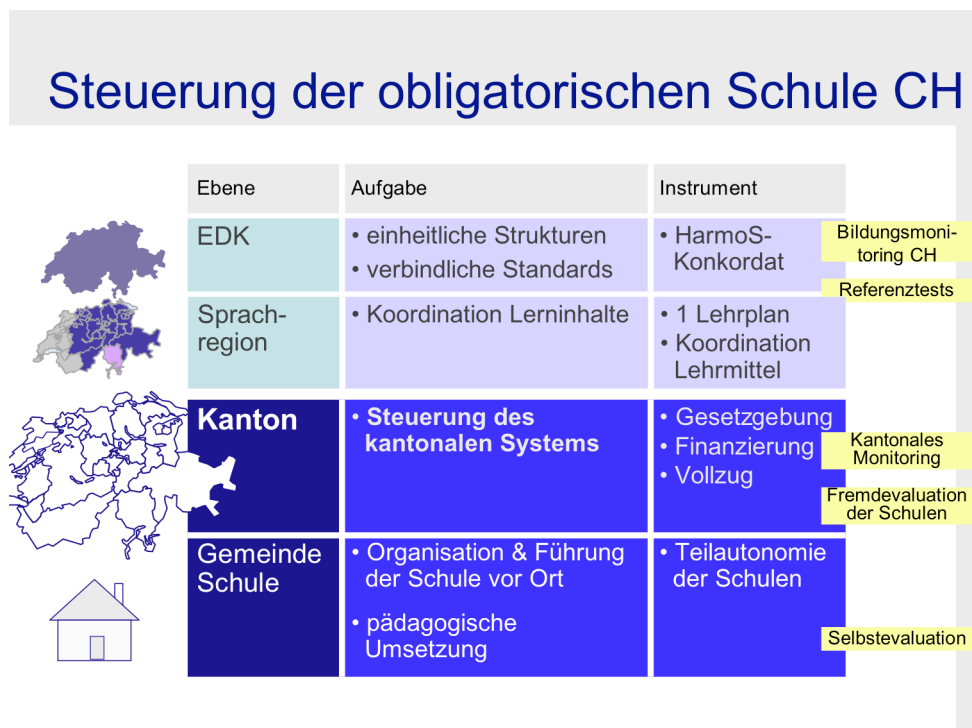 Steuerung der obligatorischen Schule CH
Ebene
Aufgabe
Instrument
EDK
• einheitliche Strukturen
• verbindliche Standards
• HarmoS-
Konkordat
Bildungsmoni-
toring CH
Referenztests
Sprach-
region
• Koordination Lerninhalte
• 1 Lehrplan
• Koordination
Lehrmittel
Kanton
• Steuerung des
kantonalen Systems
• Gesetzgebung
• Finanzierung
• Vollzug
Kantonales
Monitoring
Fremdevaluation
der Schulen
Gemeinde
Schule
• Organisation & Führung
der Schule vor Ort
• pädagogische
Umsetzung
• Teilautonomie
der Schulen
Selbstevaluation